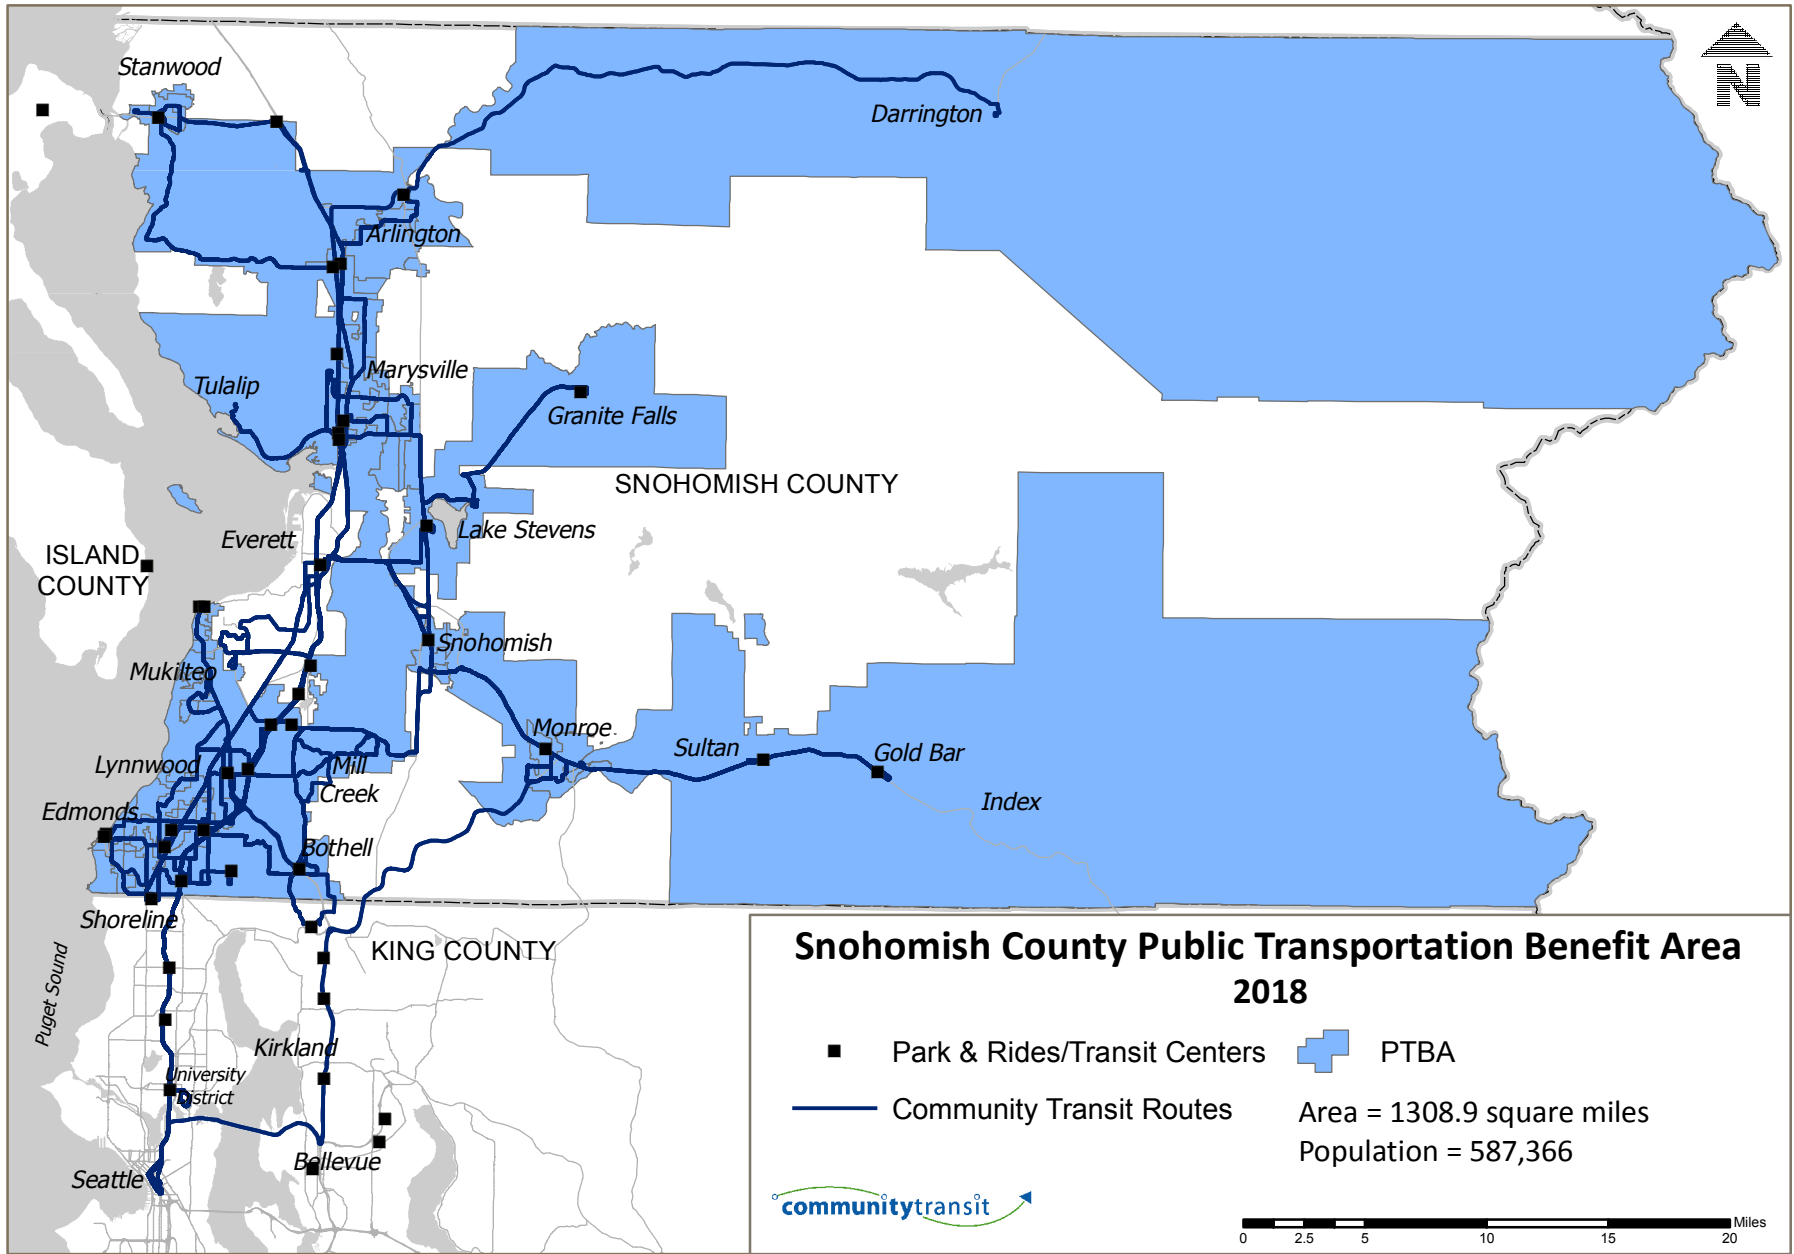 N
Stanwood
Darrington
Arlington
Marysville
Tulalip
Granite Falls
SNOHOMISH COUNTY
Lake Stevens
Everett
ISLAND
COUNTY
Snohomish
Mukilteo
Monroe
Sultan
Gold Bar
Lynnwood
Mill
Creek
Index
Edmonds
Bothell
Shoreline
KING COUNTY
Puget Sound
Kirkland
University
District
Bellevue
Seattle
Snohomish County Public Transportation Benefit Area
2018
Park & Rides/Transit Centers
PTBA
Community Transit Routes
Area = 1308.9 square miles
Population = 587,366
communitytransit
Miles
0 2.5 5 10 15 20